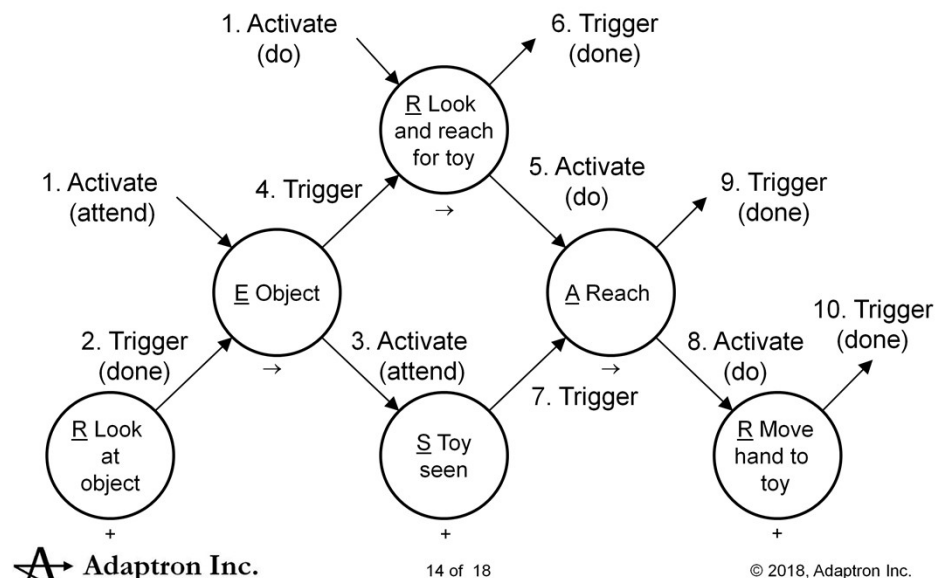 1. Activate
(do)
6. Trigger
(done)
R Look
and reach
for toy
→
1. Activate
(attend)
4. Trigger
5. Activate
(do)
9. Trigger
(done)
E Object
→
A Reach
→
2. Trigger
(done)
3. Activate
(attend)
7. Trigger
8. Activate
(do)
10. Trigger
(done)
R Look
at
object
+
S Toy
seen
+
R Move
hand to
toy
+
Adaptron Inc.
14 of 18
© 2018, Adaptron Inc.